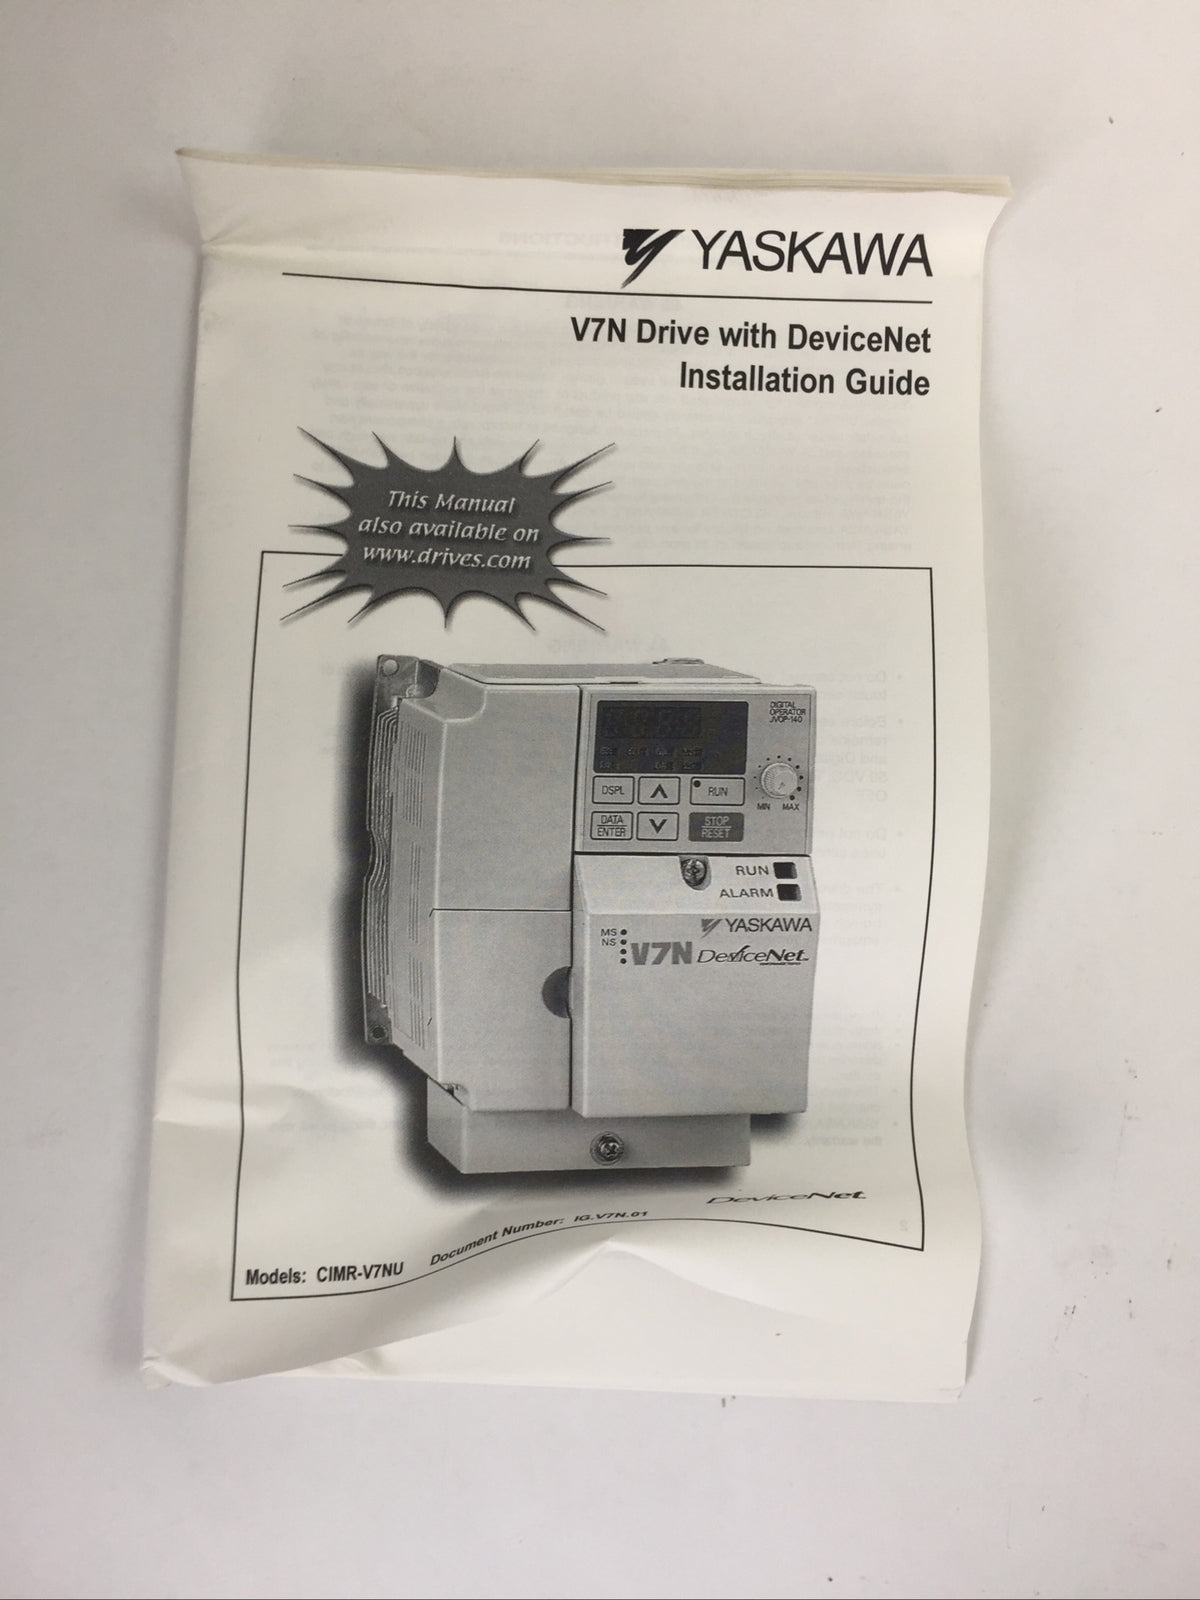 YASKAWA
V7N Drive with DeviceNet
Installation Guide
This Manual
also available on
www.drives.com
DIGITAL
OPERATOR
JVOP-140
DSPL
RUN
MIN MAX
DATA
ENTER
STOP
RESET
RUN
ALARM
YASKAWA
MS
NS
V7N DeviceNet
DeviceNet
Document Number: IG.V7N.01
Models: CIMR-V7NU